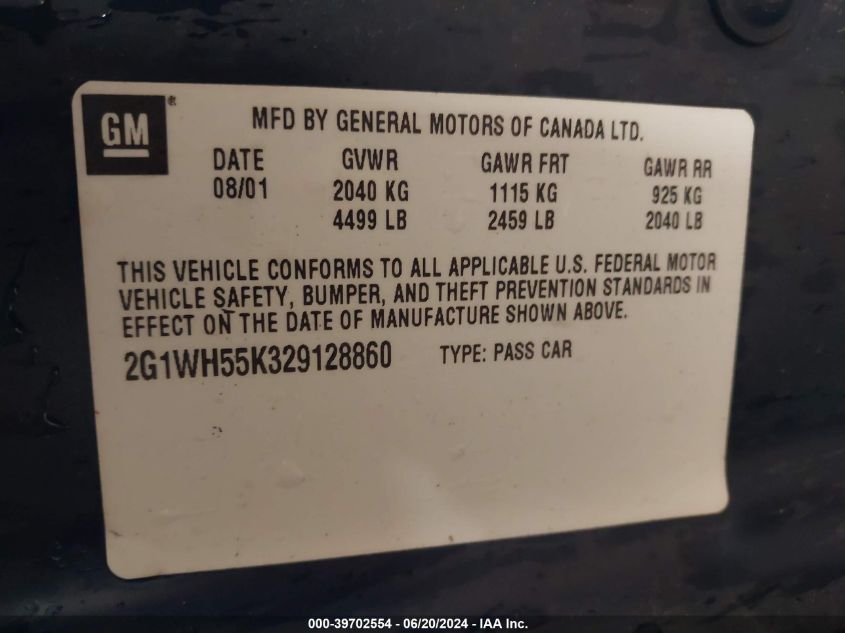 GM ®
MFD BY GENERAL MOTORS OF CANADA LTD.
DATE GVWR GAWR FRT GAWR RR
08/01 2040 KG 1115 KG 925 KG
4499 LB 2459 LB 2040 LB
THIS VEHICLE CONFORMS TO ALL APPLICABLE U.S. FEDERAL MOTOR
VEHICLE SAFETY, BUMPER, AND THEFT PREVENTION STANDARDS IN
EFFECT ON THE DATE OF MANUFACTURE SHOWN ABOVE.
2G1WH55K329128860 TYPE: PASS CAR
000-39702554 - 06/20/2024 - IAA Inc.